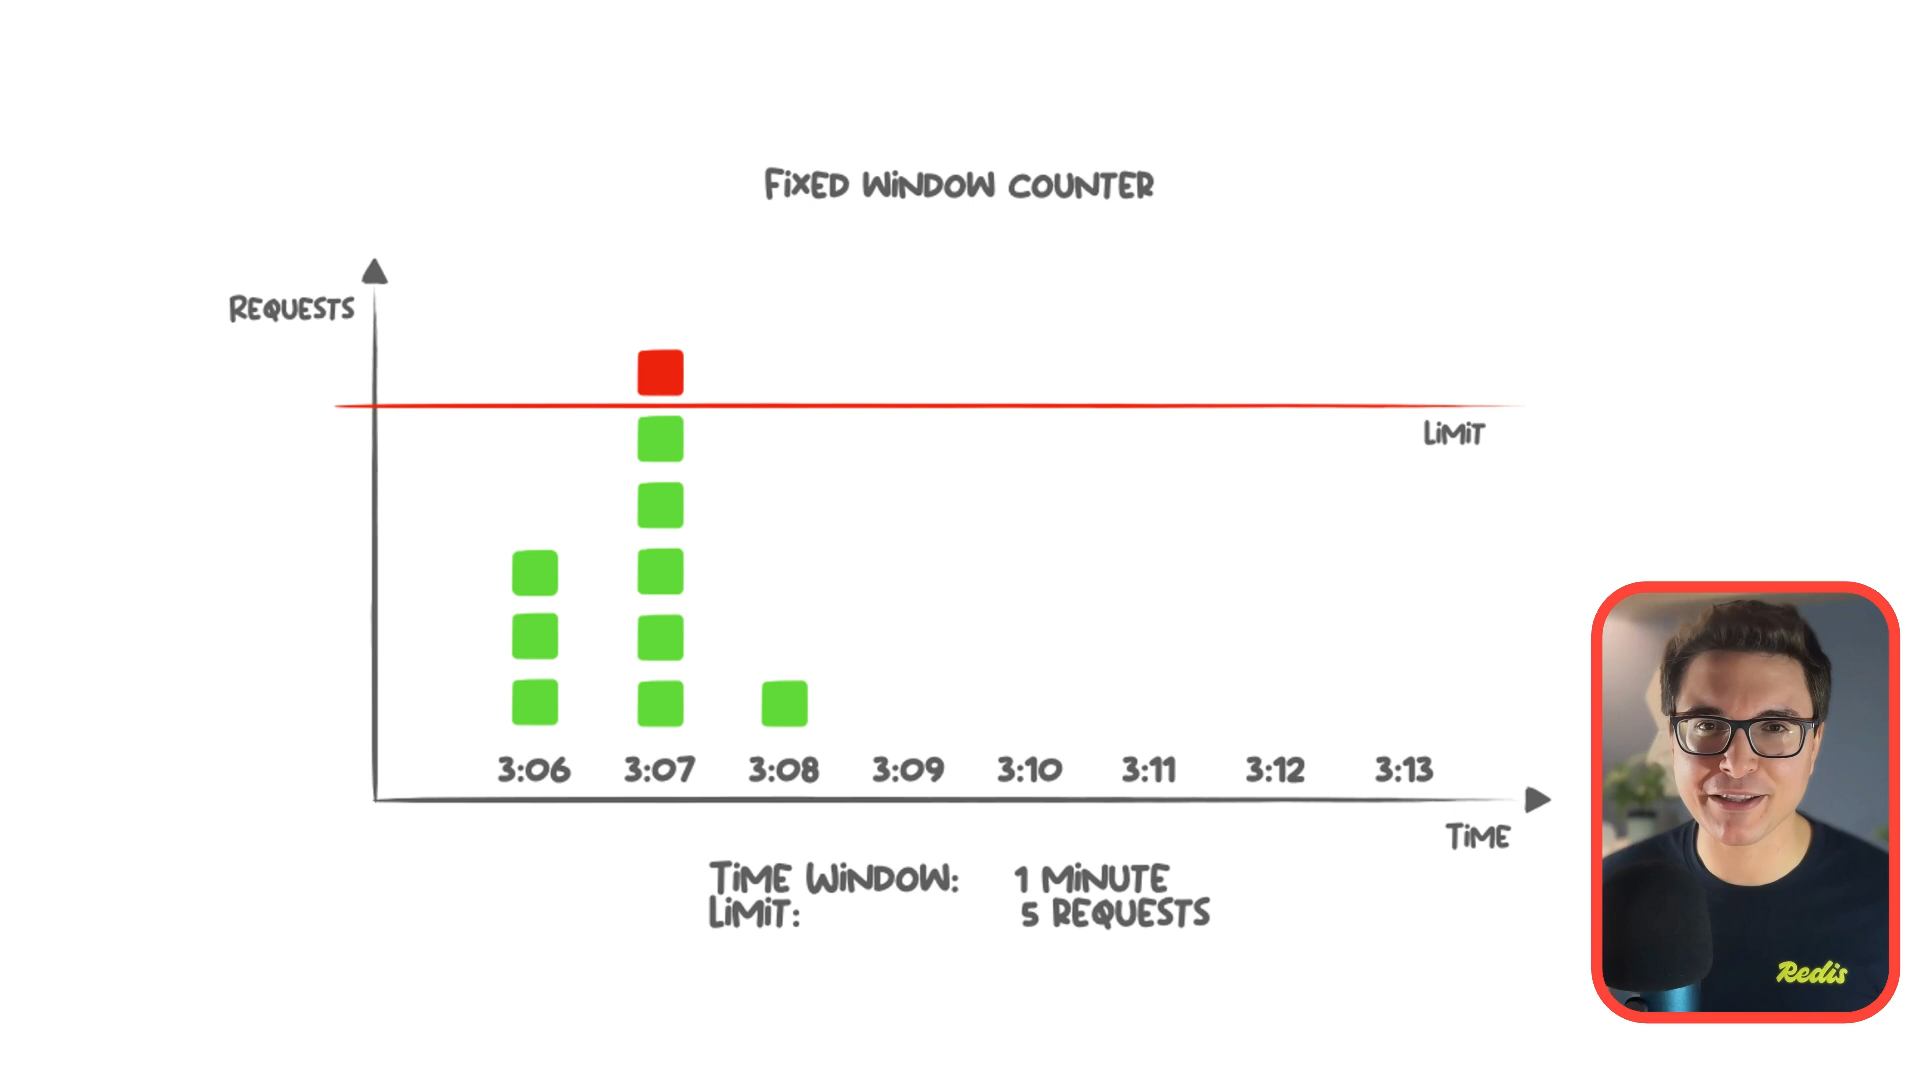 FiXED WiNDOW COUNTER
REQUESTS
LiMiT
3:06 3:07 3:08 3:09 3:10 3:11 3:12 3:13
TiME
TiME WiNDOW: 1 MiNUTE
LiMiT: 5 REQUESTS
Redis